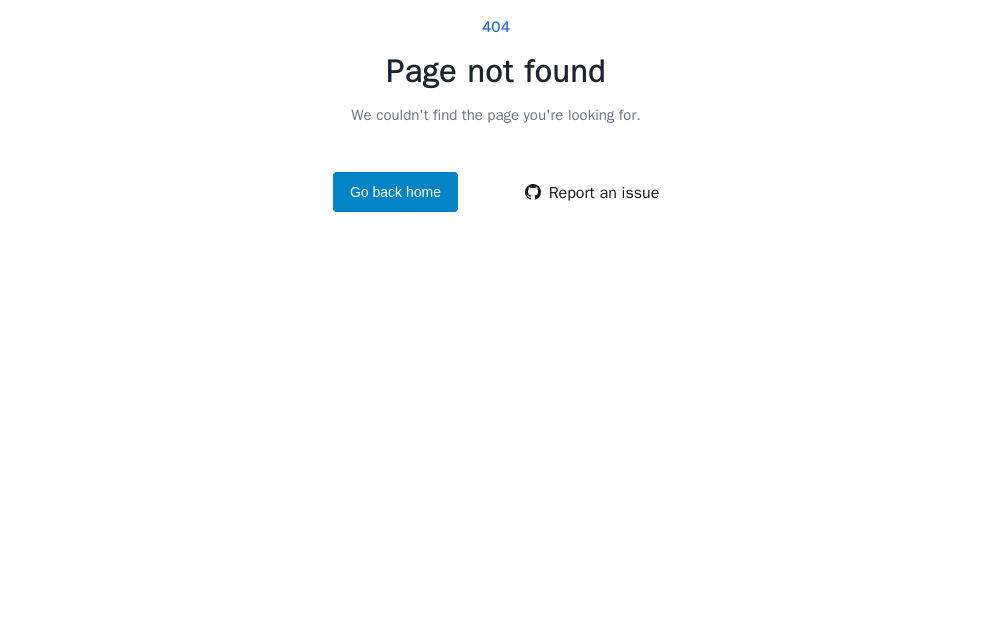 404
Page not found
We couldn't find the page you're looking for.
Go back home
Report an issue